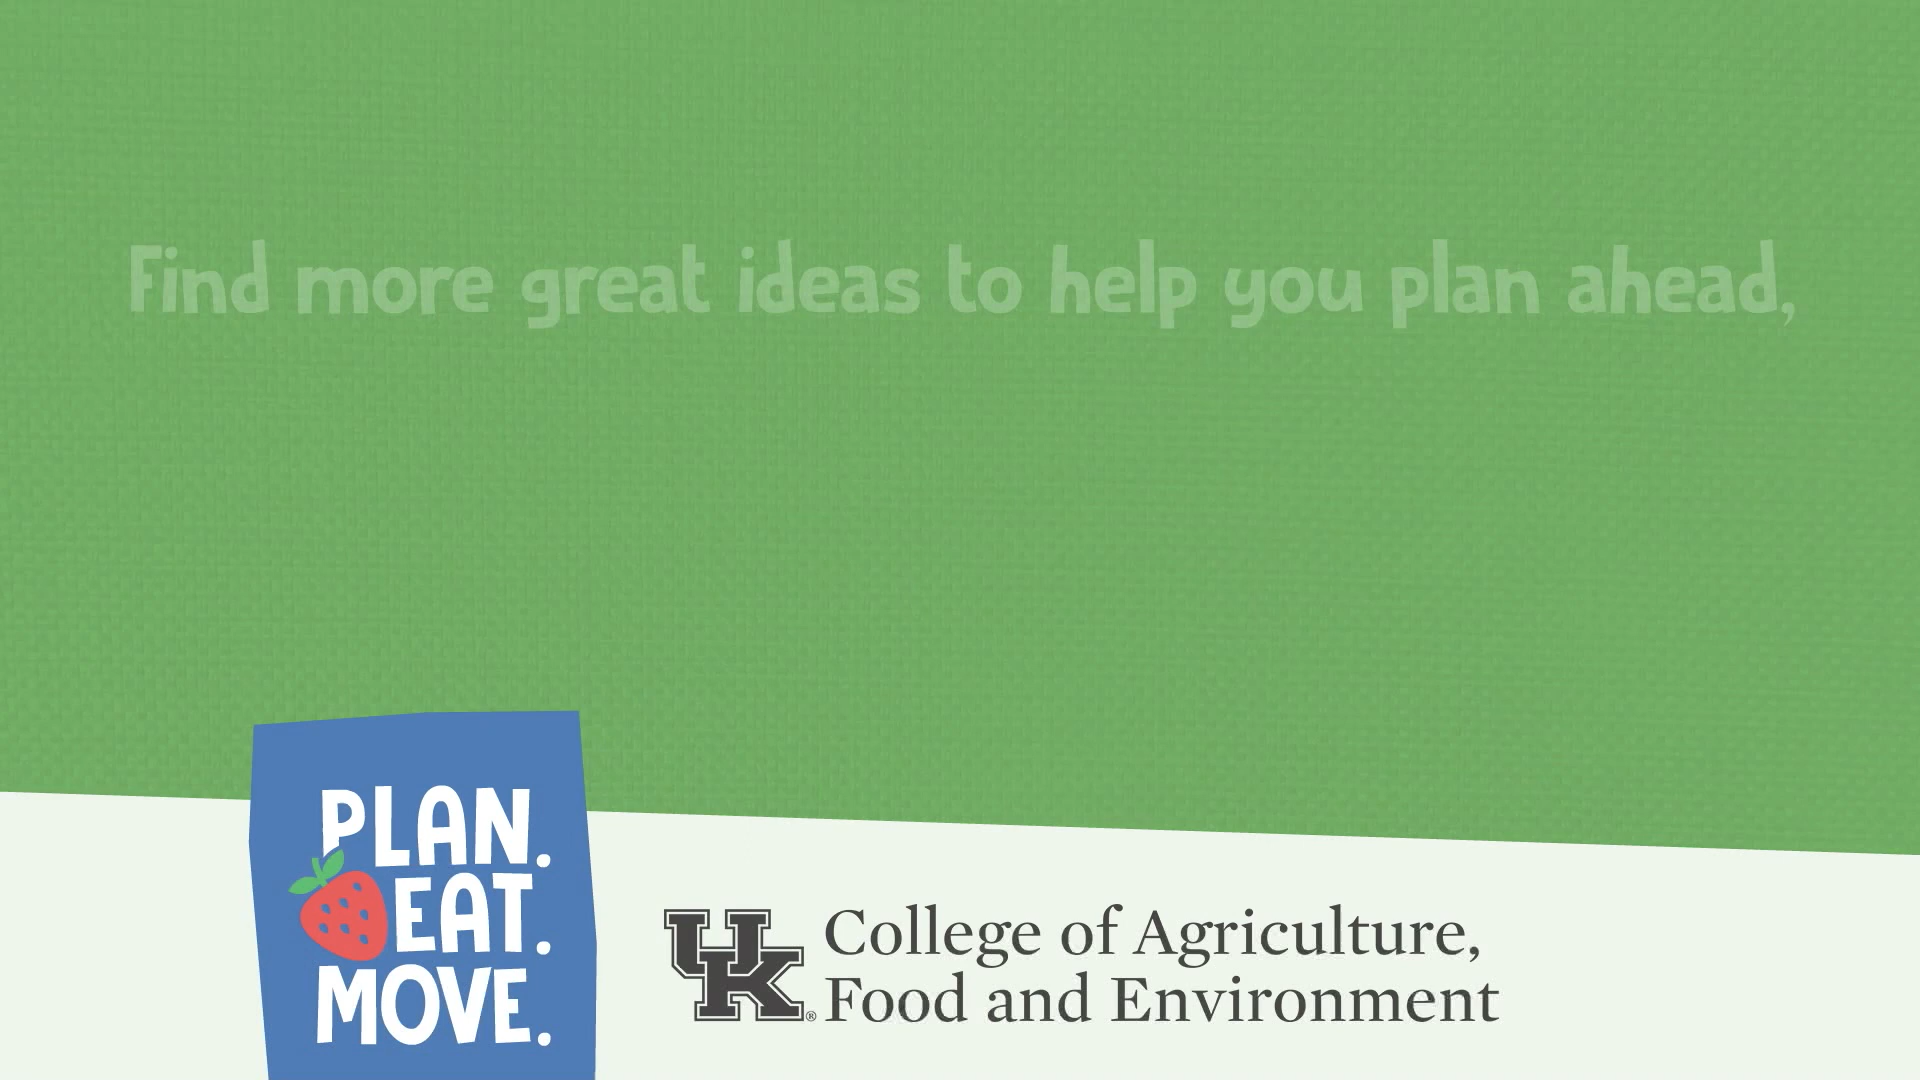 Find more great ideas to help you plan ahead,
PLAN.
EAT.
MOVE.
UK® College of Agriculture,
Food and Environment